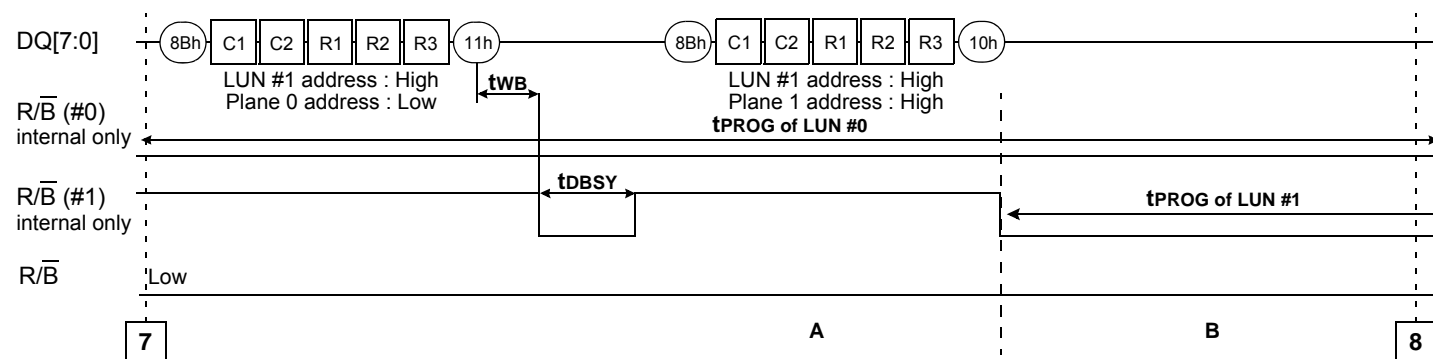 DQ[7:0] 8Bh C1 C2 R1 R2 R3 11h 8Bh C1 C2 R1 R2 R3 10h
LUN #1 address : High LUN #1 address : High
Plane 0 address : Low tWB Plane 1 address : High
R/B̅ (#0)
internal only
tPROG of LUN #0
R/B̅ (#1)
internal only
tDBSY
tPROG of LUN #1
R/B̅ Low
A B
7 8